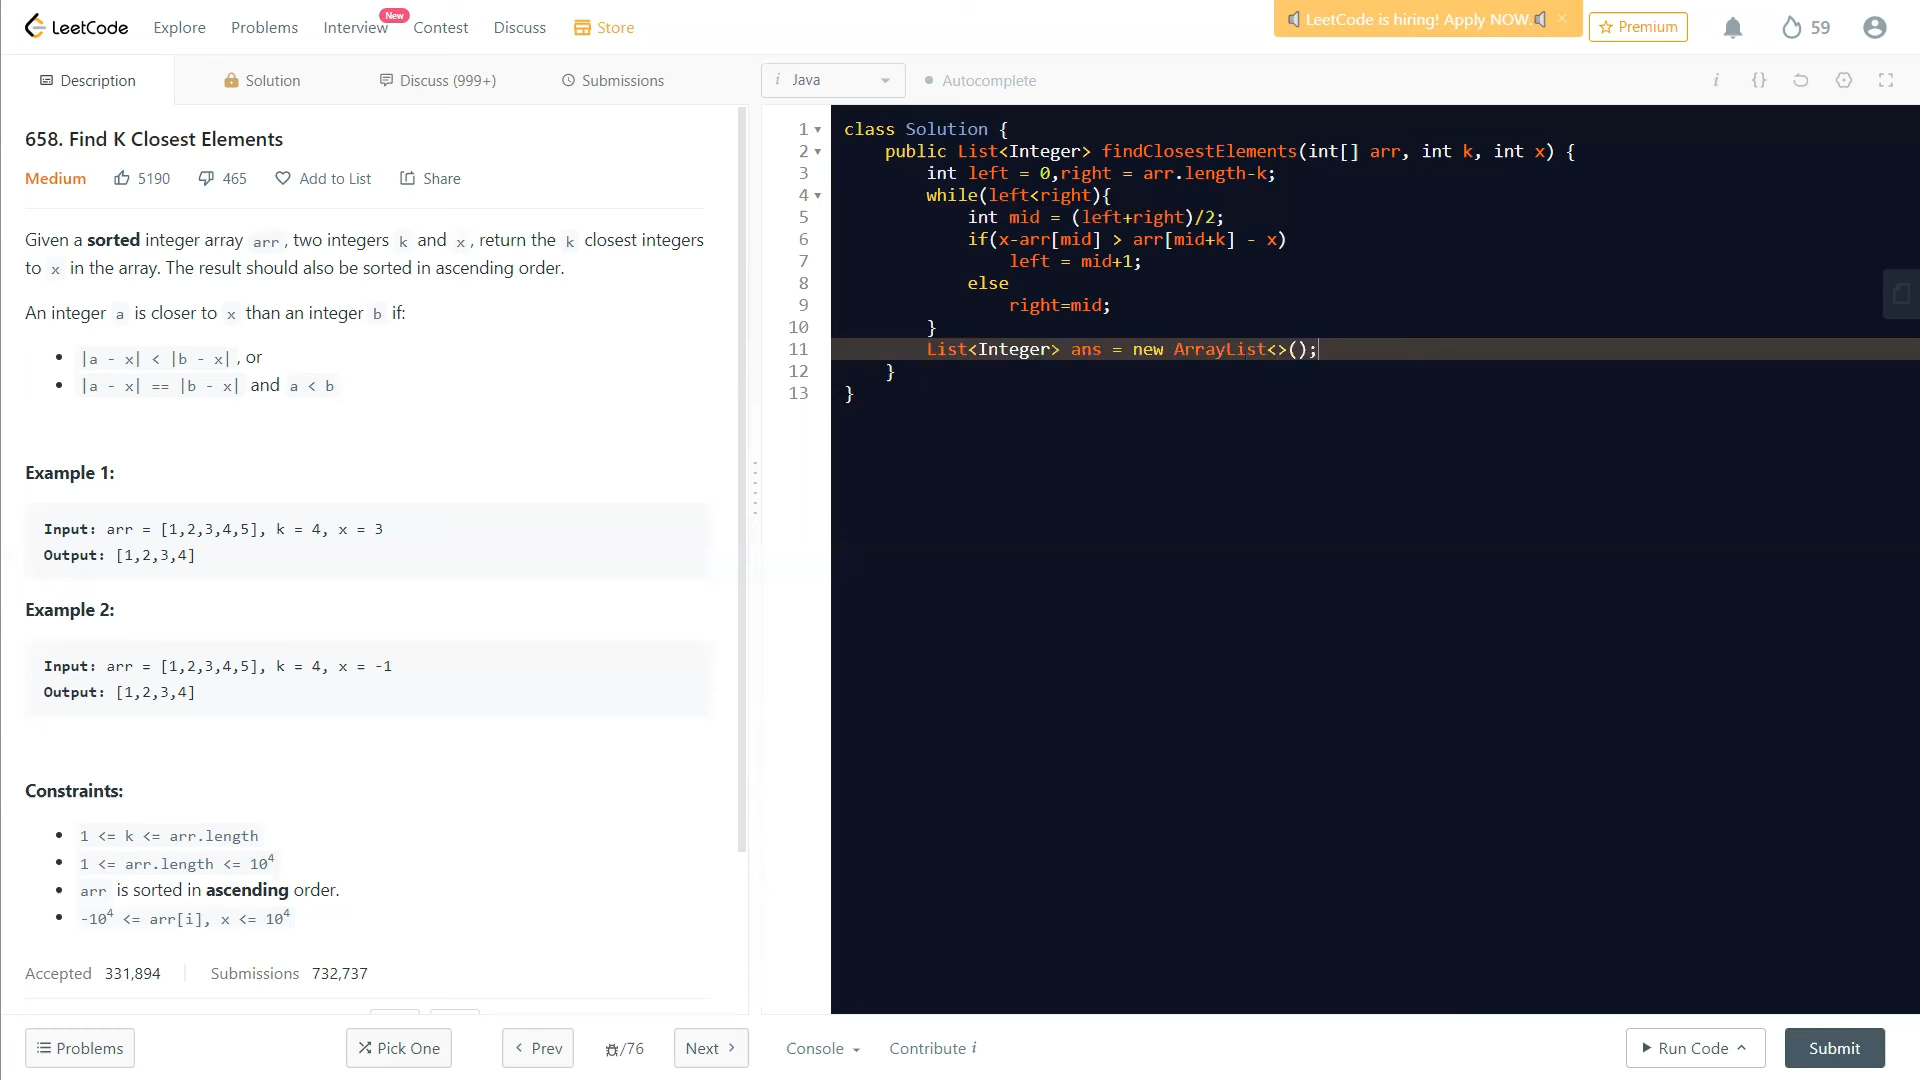 LeetCode Explore Problems Interview New Contest Discuss Store LeetCode is hiring! Apply NOW. × Premium 59
Description Solution Discuss (999+) Submissions i Java Autocomplete i {}
658. Find K Closest Elements
Medium 5190 465 Add to List Share
Given a sorted integer array arr, two integers k and x, return the k closest integers
to x in the array. The result should also be sorted in ascending order.
An integer a is closer to x than an integer b if:
• |a - x| < |b - x|, or
• |a - x| == |b - x| and a < b
Example 1:
Input: arr = [1,2,3,4,5], k = 4, x = 3
Output: [1,2,3,4]
Example 2:
Input: arr = [1,2,3,4,5], k = 4, x = -1
Output: [1,2,3,4]
Constraints:
• 1 <= k <= arr.length
• 1 <= arr.length <= 10⁴
• arr is sorted in ascending order.
• -10⁴ <= arr[i], x <= 10⁴
Accepted 331,894 Submissions 732,737
1 class Solution {
2 public List<Integer> findClosestElements(int[] arr, int k, int x) {
3 int left = 0,right = arr.length-k;
4 while(left<right){
5 int mid = (left+right)/2;
6 if(x-arr[mid] > arr[mid+k] - x)
7 left = mid+1;
8 else
9 right=mid;
10 }
11 List<Integer> ans = new ArrayList<>();
12 }
13 }
Problems Pick One < Prev /76 Next > Console Contribute i Run Code Submit